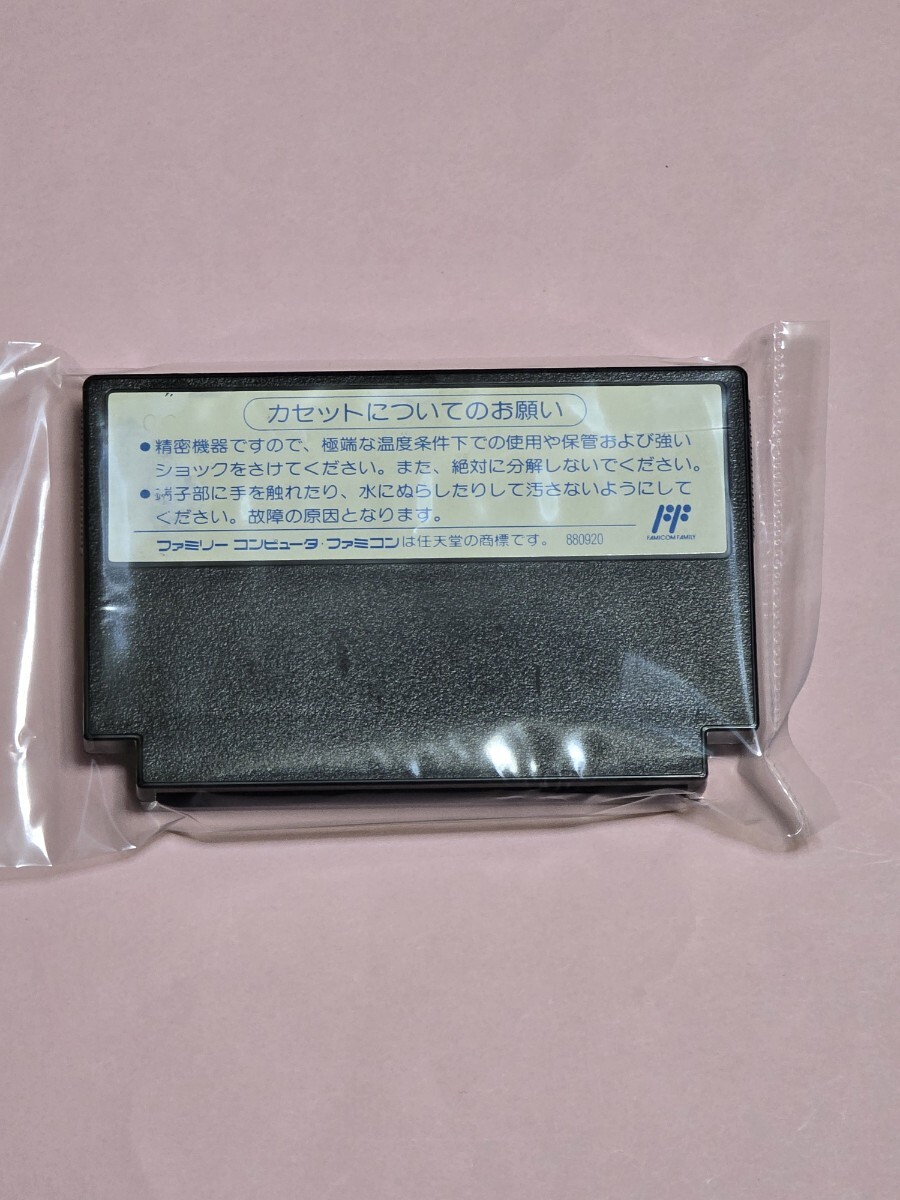 カセットについてのお願い
●精密機器ですので、極端な温度条件下での使用や保管および強い
ショックをさけてください。また、絶対に分解しないでください。
●端子部に手を触れたり、水にぬらしたりして汚さないようにして
ください。故障の原因となります。
ファミリー コンピュータ・ファミコンは任天堂の商標です。 880920
FAMICOM FAMILY